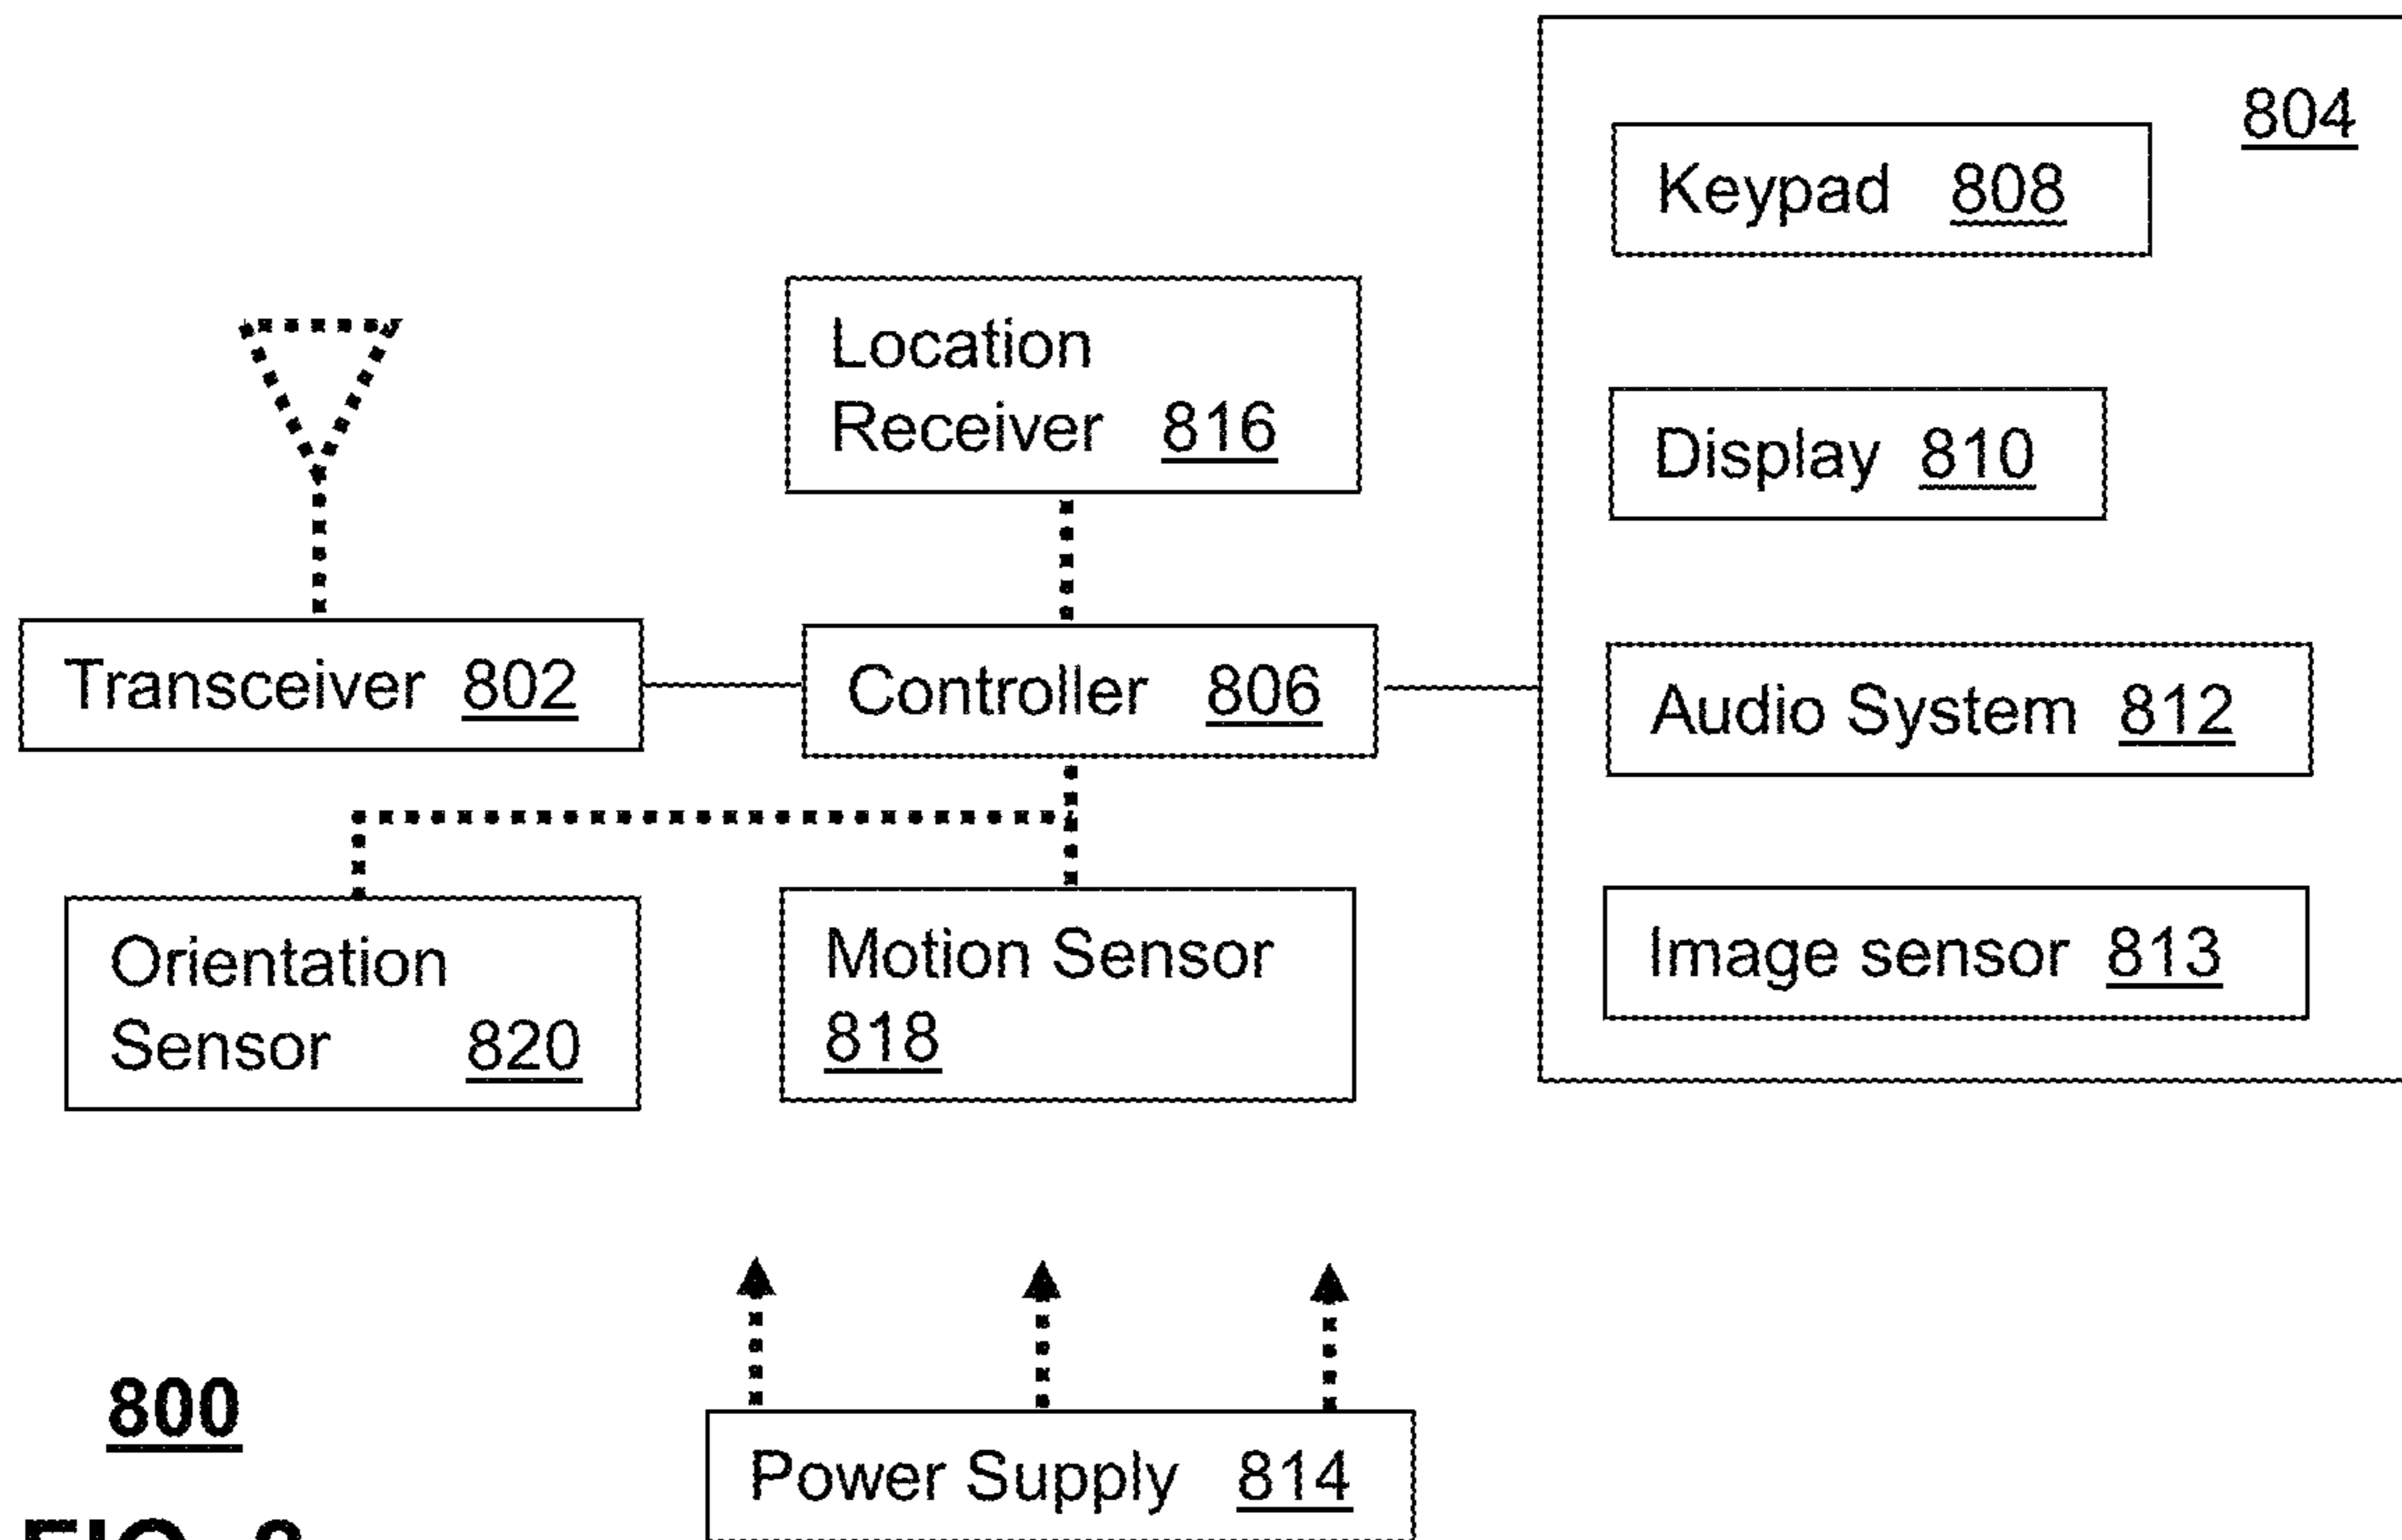 804
Keypad 808
Location
Receiver 816
Display 810
Transceiver 802
Controller 806
Audio System 812
Orientation
Sensor 820
Motion Sensor
818
Image sensor 813
800
Power Supply 814